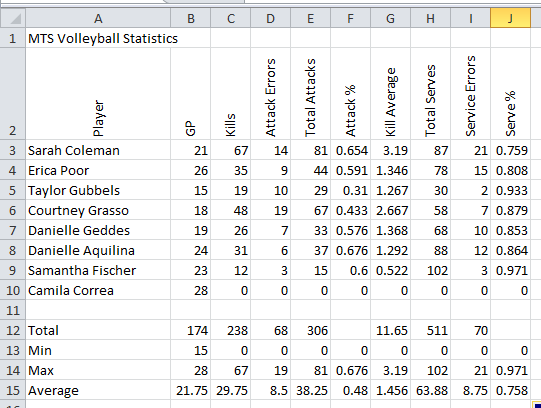 A B C D E F G H I J
1 MTS Volleyball Statistics
2 Player GP Kills Attack Errors Total Attacks Attack % Kill Average Total Serves Service Errors Serve %
3 Sarah Coleman 21 67 14 81 0.654 3.19 87 21 0.759
4 Erica Poor 26 35 9 44 0.591 1.346 78 15 0.808
5 Taylor Gubbels 15 19 10 29 0.31 1.267 30 2 0.933
6 Courtney Grasso 18 48 19 67 0.433 2.667 58 7 0.879
7 Danielle Geddes 19 26 7 33 0.576 1.368 68 10 0.853
8 Danielle Aquilina 24 31 6 37 0.676 1.292 88 12 0.864
9 Samantha Fischer 23 12 3 15 0.6 0.522 102 3 0.971
10 Camila Correa 28 0 0 0 0 0 0 0 0
11
12 Total 174 238 68 306 11.65 511 70
13 Min 15 0 0 0 0 0 0 0 0
14 Max 28 67 19 81 0.676 3.19 102 21 0.971
15 Average 21.75 29.75 8.5 38.25 0.48 1.456 63.88 8.75 0.758